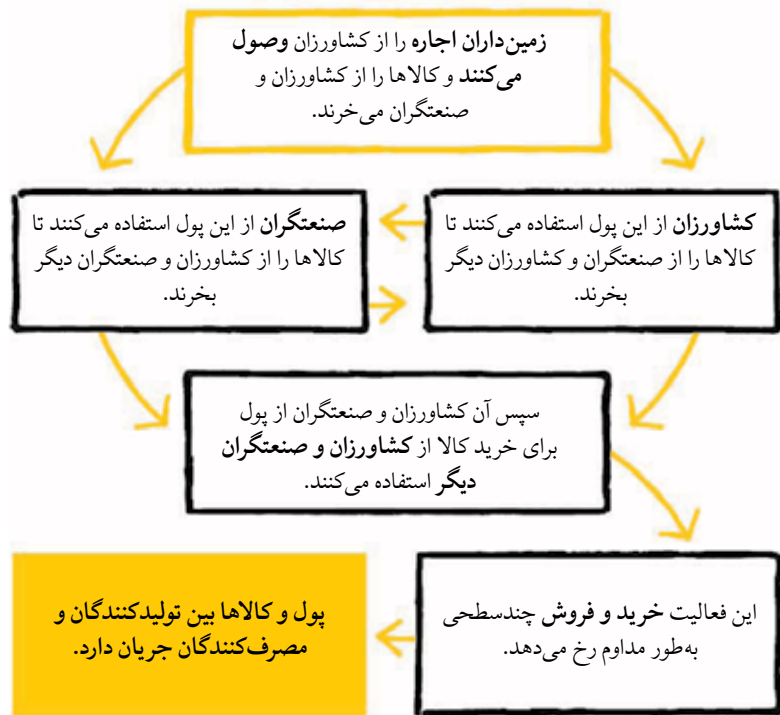 زمین‌داران اجاره را از کشاورزان وصول
می‌کنند و کالاها را از کشاورزان و
صنعتگران می‌خرند.
کشاورزان از این پول استفاده می‌کنند تا
کالاها را از صنعتگران و کشاورزان دیگر
بخرند.
صنعتگران از این پول استفاده می‌کنند تا
کالاها را از کشاورزان و صنعتگران دیگر
بخرند.
سپس آن کشاورزان و صنعتگران از پول
برای خرید کالا از کشاورزان و صنعتگران
دیگر استفاده می‌کنند.
این فعالیت خرید و فروش چندسطحی
به‌طور مداوم رخ می‌دهد.
پول و کالاها بین تولیدکنندگان و
مصرف‌کنندگان جریان دارد.